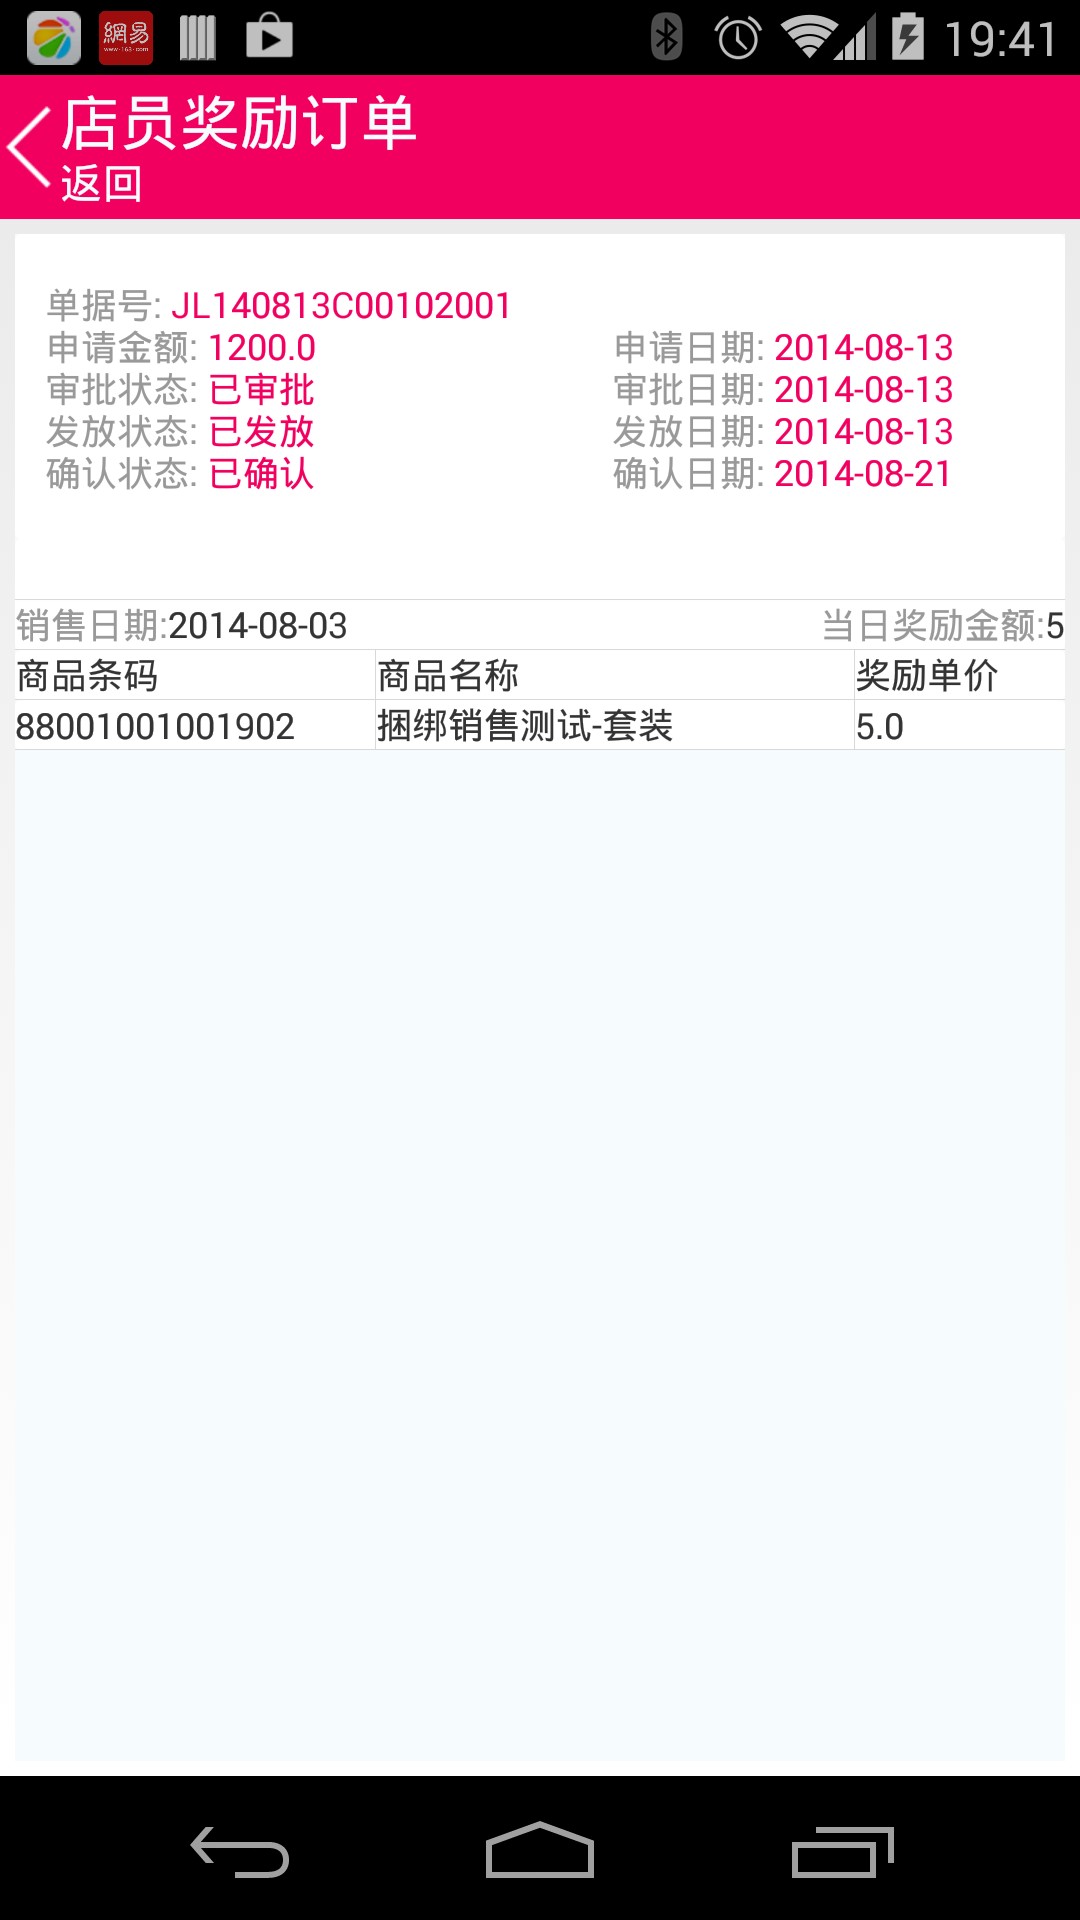 網易
www·163·com
19:41
店员奖励订单
返回
单据号: JL140813C00102001
申请金额: 1200.0 申请日期: 2014-08-13
审批状态: 已审批 审批日期: 2014-08-13
发放状态: 已发放 发放日期: 2014-08-13
确认状态: 已确认 确认日期: 2014-08-21
销售日期:2014-08-03 当日奖励金额:5
商品条码 商品名称 奖励单价
88001001001902 捆绑销售测试-套装 5.0